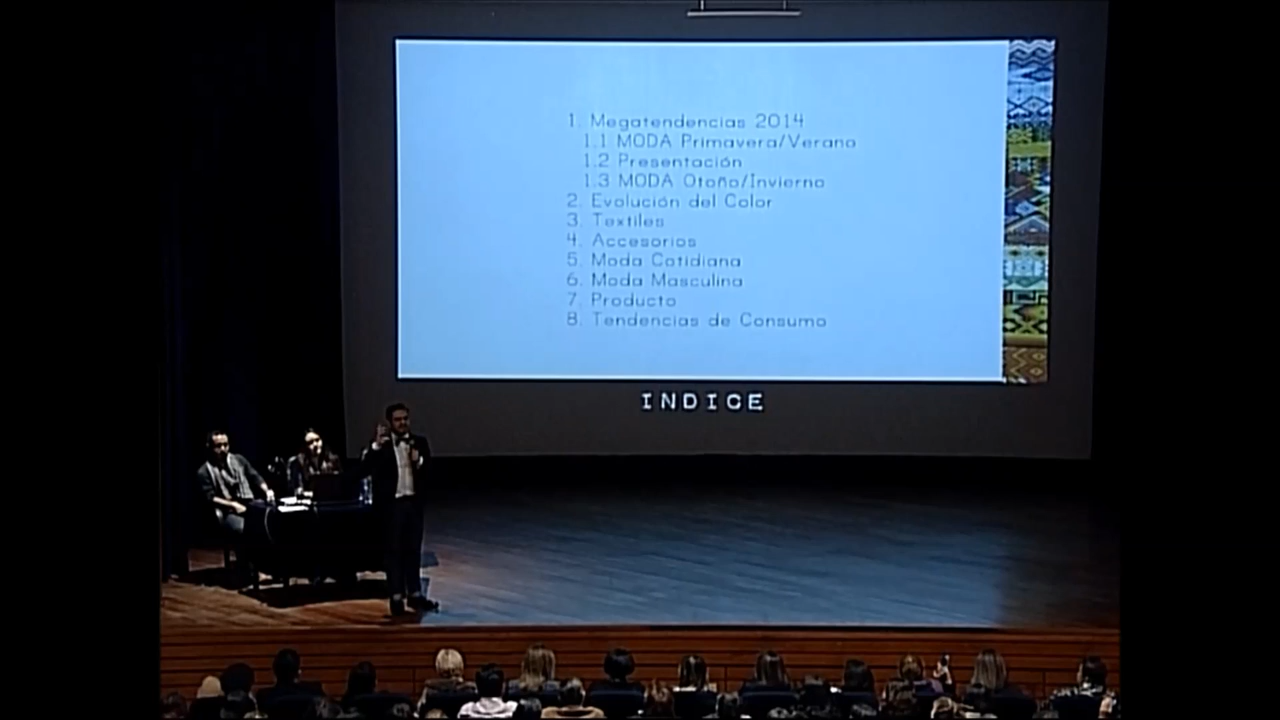 1. Megatendencias 2014
1.1 MODA Primavera/Verano
1.2 Presentación
1.3 MODA Otoño/Invierno
2. Evolución del Color
3. Textiles
4. Accesorios
5. Moda Cotidiana
6. Moda Masculina
7. Producto
8. Tendencias de Consumo
INDICE